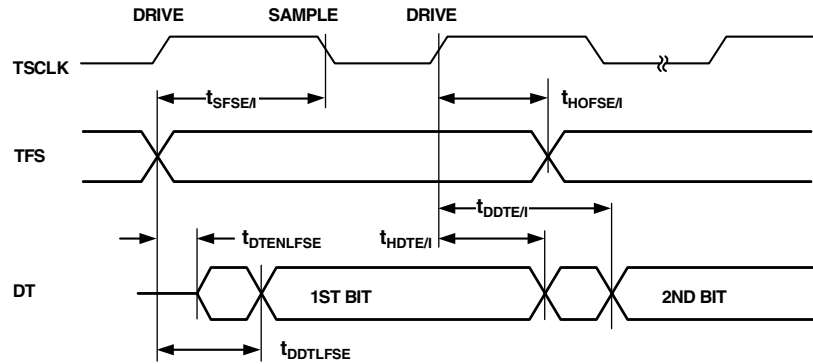 DRIVE SAMPLE DRIVE
TSCLK
tSFSE/I tHOFSE/I
TFS
tDDTE/I
tDTENLFSE tHDTE/I
DT 1ST BIT 2ND BIT
tDDTLFSE